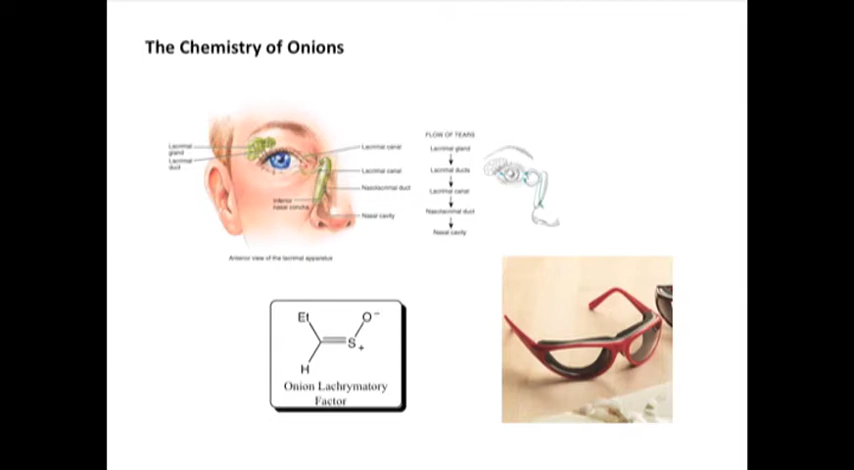 The Chemistry of Onions
Lacrimal
gland
Lacrimal
duct
Lacrimal canal
Lacrimal canal
Nasolacrimal duct
Inferior
nasal concha
Nasal cavity
Anterior view of the lacrimal apparatus
FLOW OF TEARS
Lacrimal gland
Lacrimal ducts
Lacrimal canal
Nasolacrimal duct
Nasal cavity
Et
O−
S+
H
Onion Lachrymatory
Factor